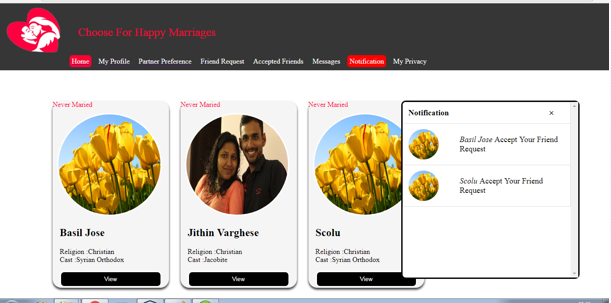 Choose For Happy Marriages
Home My Profile Partner Preference Friend Request Accepted Friends Messages Notification My Privacy
Never Maried Never Maried Never Maried
Notification ×
Basil Jose Accept Your Friend
Request
Scolu Accept Your Friend
Request
Basil Jose Jithin Varghese Scolu
Religion :Christian Religion :Christian Religion :Christian
Cast :Syrian Orthodox Cast :Jacobite Cast :Syrian Orthodox
View View View